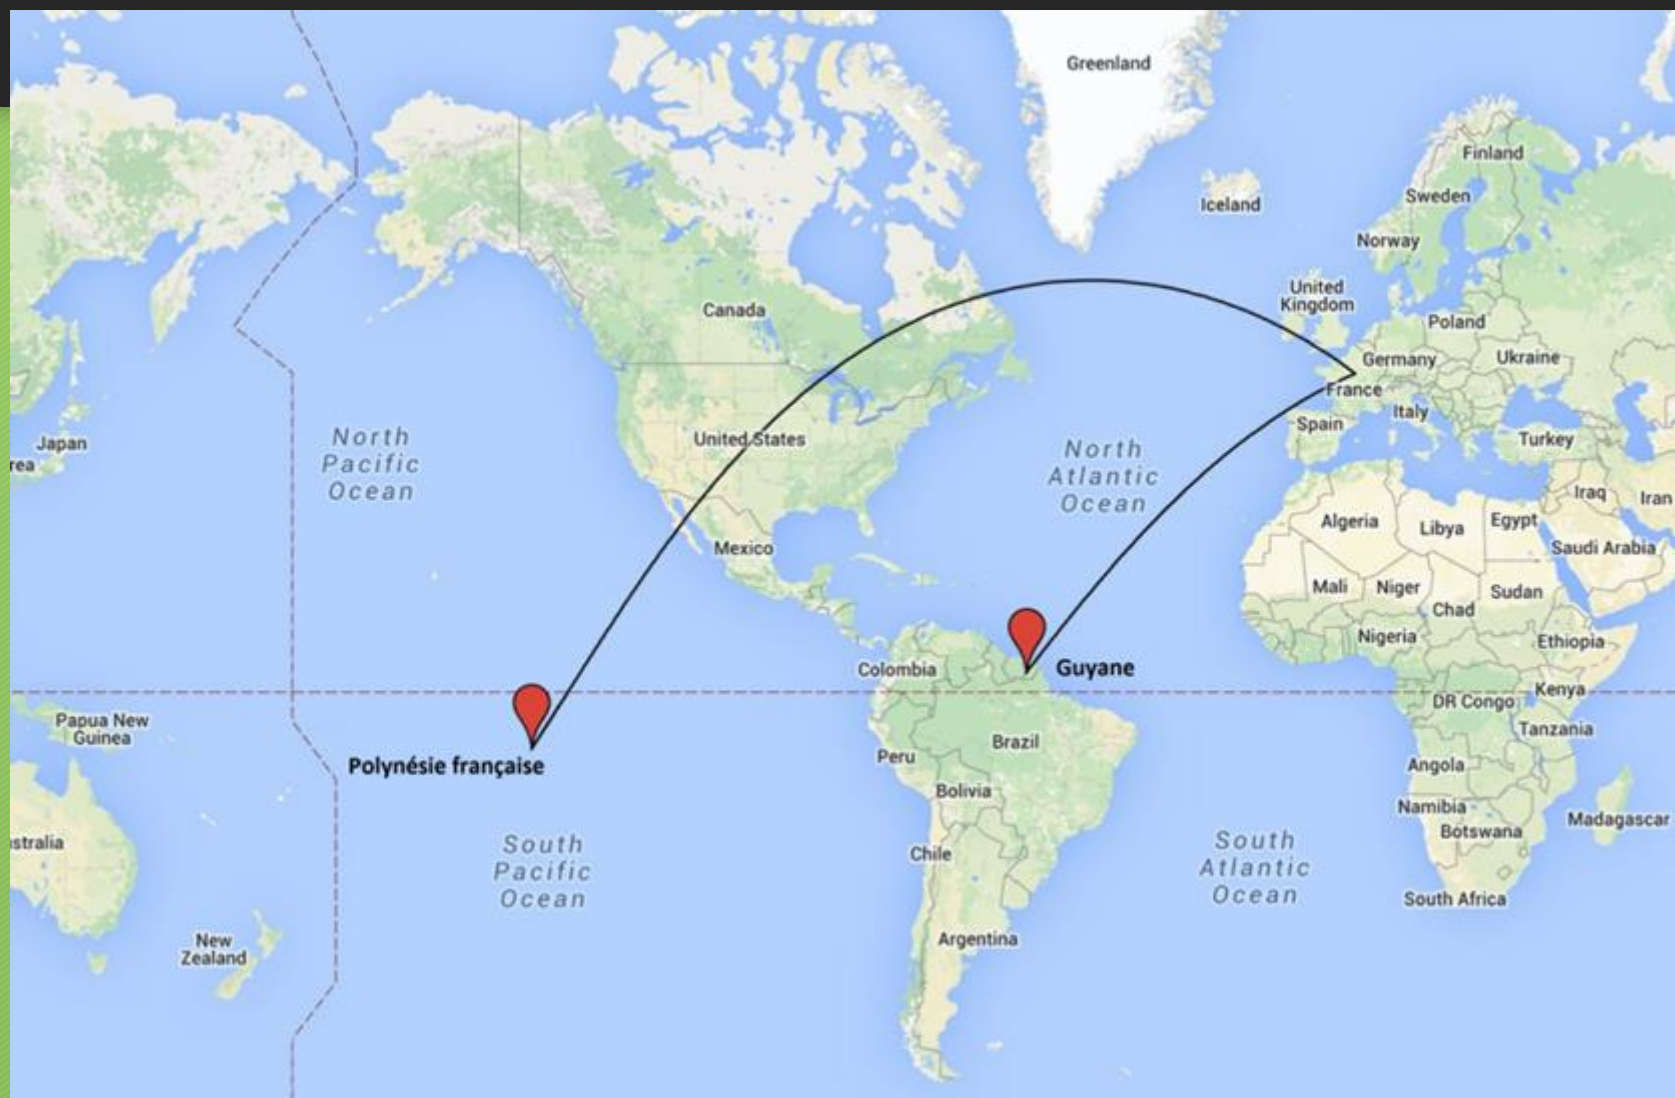 Greenland
Finland
Sweden
Iceland
Norway
United
Kingdom
Canada
Poland
Germany
Ukraine
France
Italy
Spain
Turkey
Japan
rea
United States
North
Pacific
Ocean
North
Atlantic
Ocean
Iraq
Iran
Algeria
Libya
Egypt
Saudi Arabia
Mexico
Mali
Niger
Chad
Sudan
Nigeria
Ethiopia
Colombia
Guyane
Kenya
DR Congo
Papua New
Guinea
Tanzania
Brazil
Peru
Polynésie française
Angola
Bolivia
Namibia
Botswana
Madagascar
stralia
South
Pacific
Ocean
Chile
South
Atlantic
Ocean
South Africa
New
Zealand
Argentina